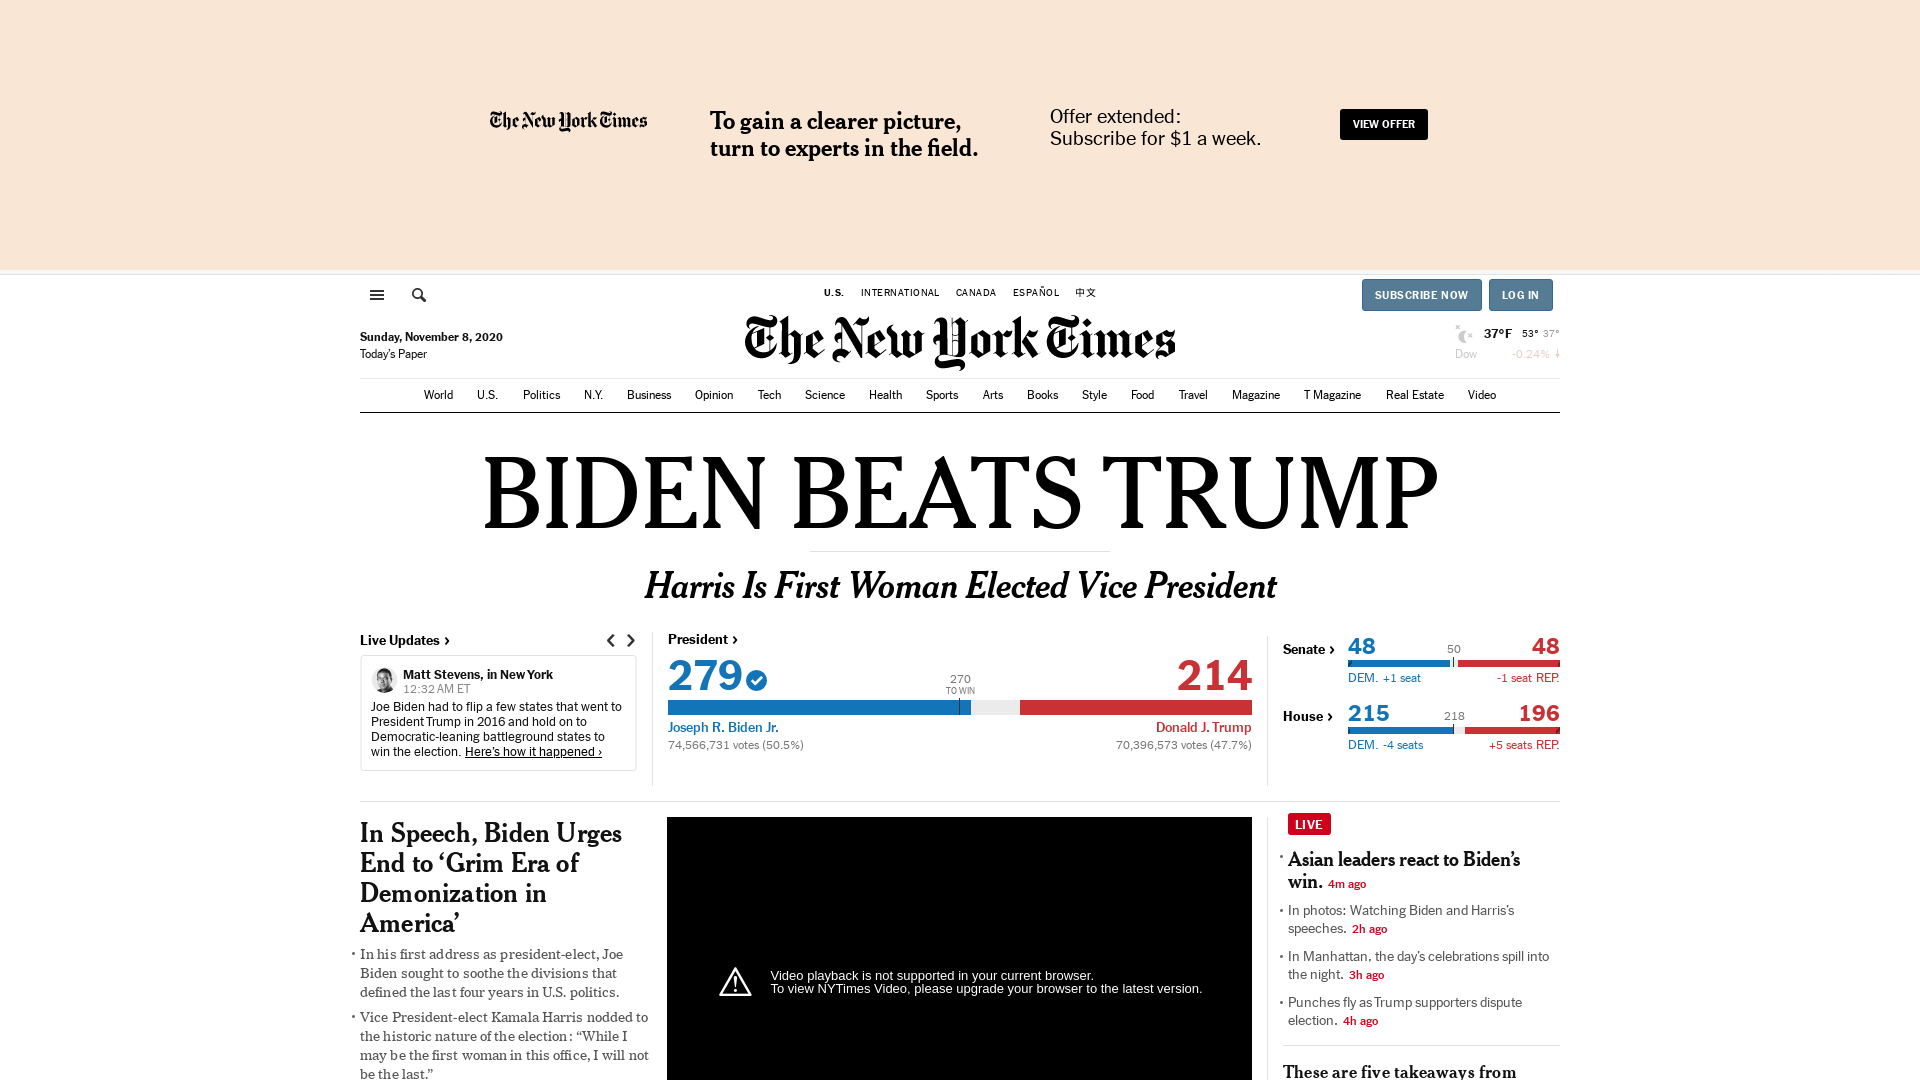 The New York Times
To gain a clearer picture,
turn to experts in the field.
Offer extended:
Subscribe for $1 a week.
VIEW OFFER
U.S. INTERNATIONAL CANADA ESPAÑOL 中文
SUBSCRIBE NOW LOG IN
Sunday, November 8, 2020
Today's Paper
The New York Times
37°F 53° 37°
Dow -0.24% ↓
World U.S. Politics N.Y. Business Opinion Tech Science Health Sports Arts Books Style Food Travel Magazine T Magazine Real Estate Video
BIDEN BEATS TRUMP
Harris Is First Woman Elected Vice President
Live Updates ›
Matt Stevens, in New York
12:32 AM ET
Joe Biden had to flip a few states that went to
President Trump in 2016 and hold on to
Democratic-leaning battleground states to
win the election. Here's how it happened ›
President ›
279 214
270
TO WIN
Joseph R. Biden Jr. Donald J. Trump
74,566,731 votes (50.5%) 70,396,573 votes (47.7%)
Senate › 48 50 48
DEM. +1 seat -1 seat REP.
House › 215 218 196
DEM. -4 seats +5 seats REP.
In Speech, Biden Urges
End to ‘Grim Era of
Demonization in
America’
• In his first address as president-elect, Joe
Biden sought to soothe the divisions that
defined the last four years in U.S. politics.
• Vice President-elect Kamala Harris nodded to
the historic nature of the election: “While I
may be the first woman in this office, I will not
be the last.”
Video playback is not supported in your current browser.
To view NYTimes Video, please upgrade your browser to the latest version.
LIVE
• Asian leaders react to Biden’s
win. 4m ago
• In photos: Watching Biden and Harris’s
speeches. 2h ago
• In Manhattan, the day’s celebrations spill into
the night. 3h ago
• Punches fly as Trump supporters dispute
election. 4h ago
These are five takeaways from